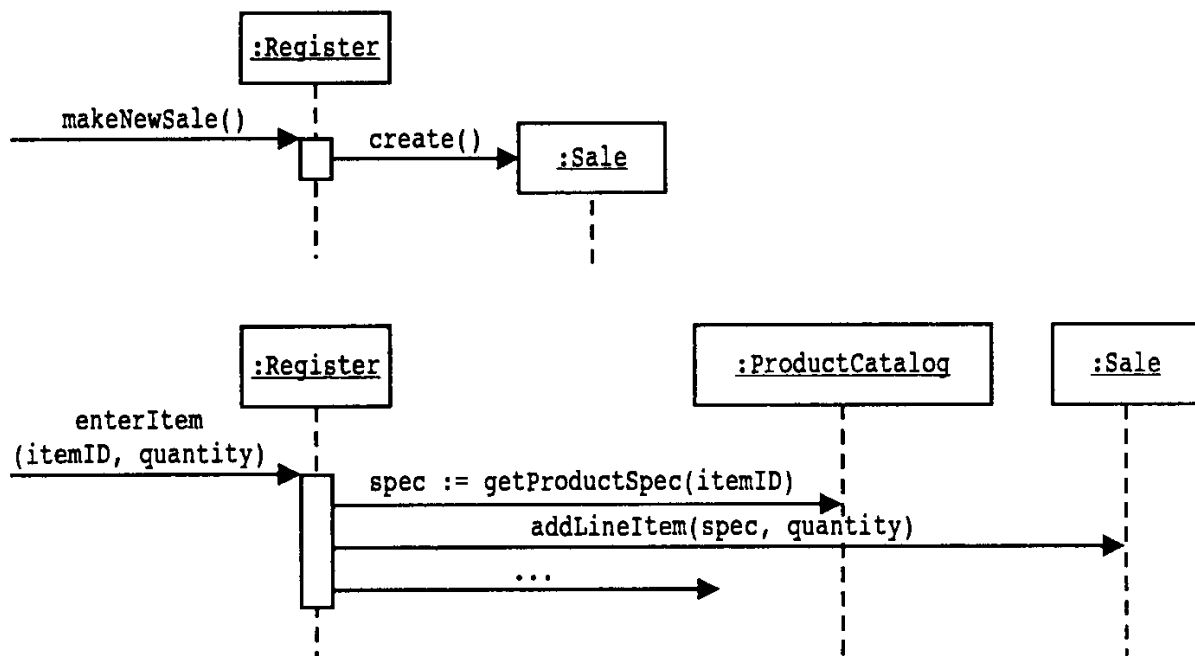 :Register
makeNewSale()
create()
:Sale
:Register
:ProductCatalog
:Sale
enterItem
(itemID, quantity)
spec := getProductSpec(itemID)
addLineItem(spec, quantity)
...